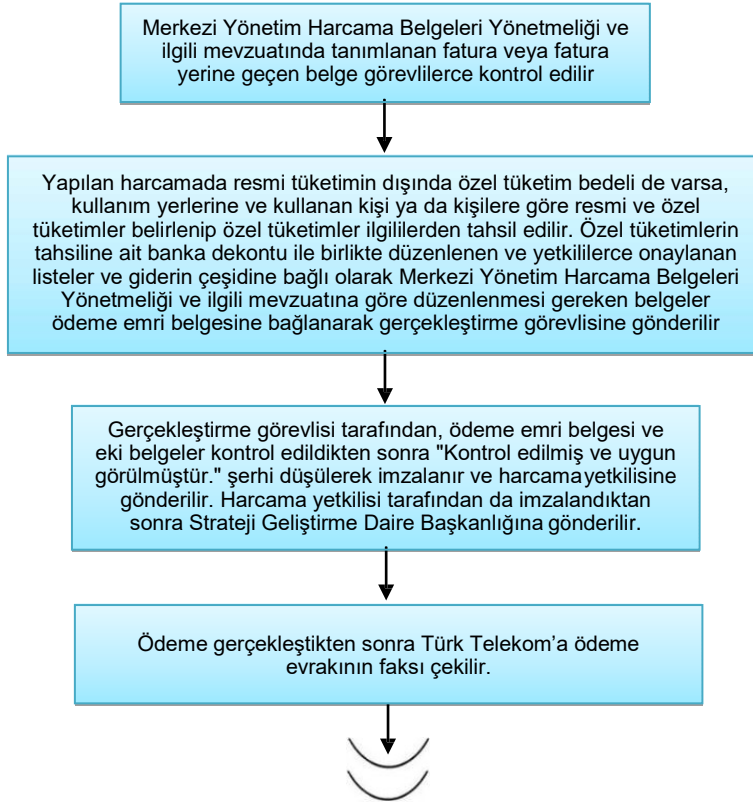 Merkezi Yönetim Harcama Belgeleri Yönetmeliği ve
ilgili mevzuatında tanımlanan fatura veya fatura
yerine geçen belge görevlilerce kontrol edilir
Yapılan harcamada resmi tüketimin dışında özel tüketim bedeli de varsa,
kullanım yerlerine ve kullanan kişi ya da kişilere göre resmi ve özel
tüketimler belirlenip özel tüketimler ilgililerden tahsil edilir. Özel tüketimlerin
tahsiline ait banka dekontu ile birlikte düzenlenen ve yetkililerce onaylanan
listeler ve giderin çeşidine bağlı olarak Merkezi Yönetim Harcama Belgeleri
Yönetmeliği ve ilgili mevzuatına göre düzenlenmesi gereken belgeler
ödeme emri belgesine bağlanarak gerçekleştirme görevlisine gönderilir
Gerçekleştirme görevlisi tarafından, ödeme emri belgesi ve
eki belgeler kontrol edildikten sonra "Kontrol edilmiş ve uygun
görülmüştür." şerhi düşülerek imzalanır ve harcama yetkilisine
gönderilir. Harcama yetkilisi tarafından da imzalandıktan
sonra Strateji Geliştirme Daire Başkanlığına gönderilir.
Ödeme gerçekleştikten sonra Türk Telekom’a ödeme
evrakının faksı çekilir.